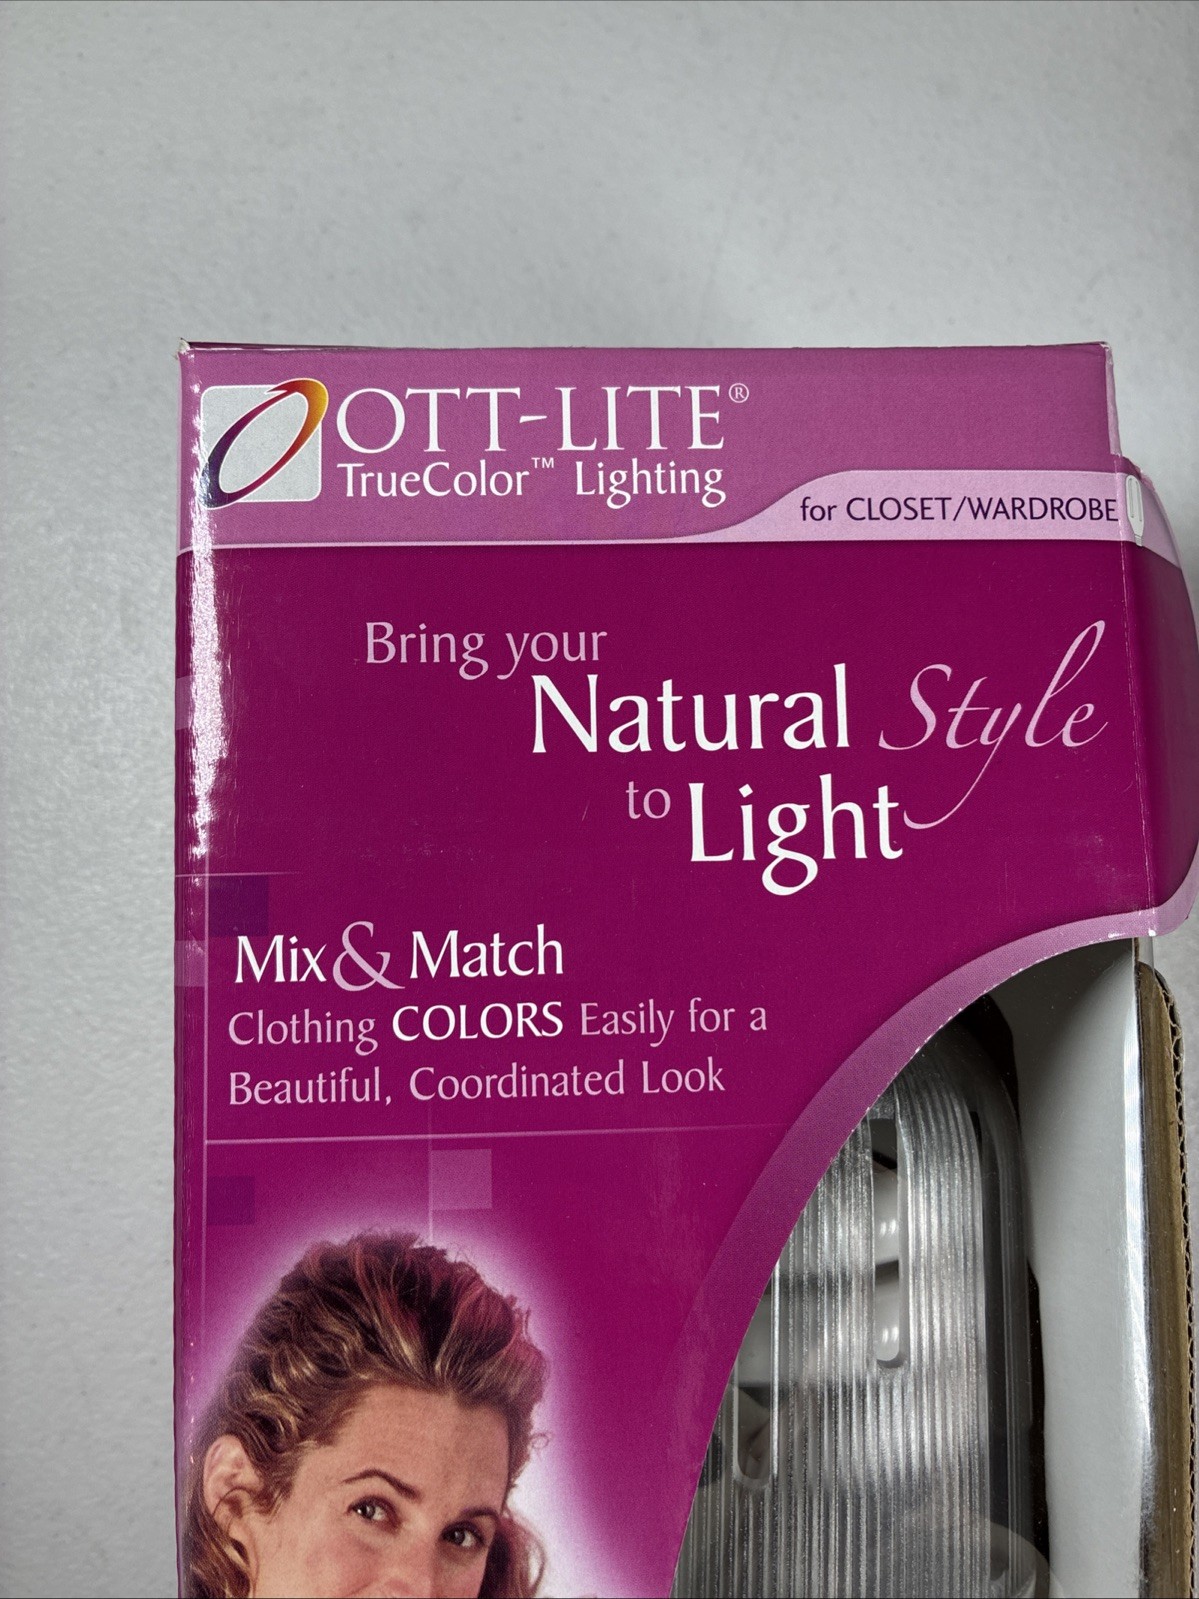 OTT-LITE®
TrueColor™ Lighting
for CLOSET/WARDROBE
Bring your
Natural Style
to Light
Mix & Match
Clothing COLORS Easily for a
Beautiful, Coordinated Look